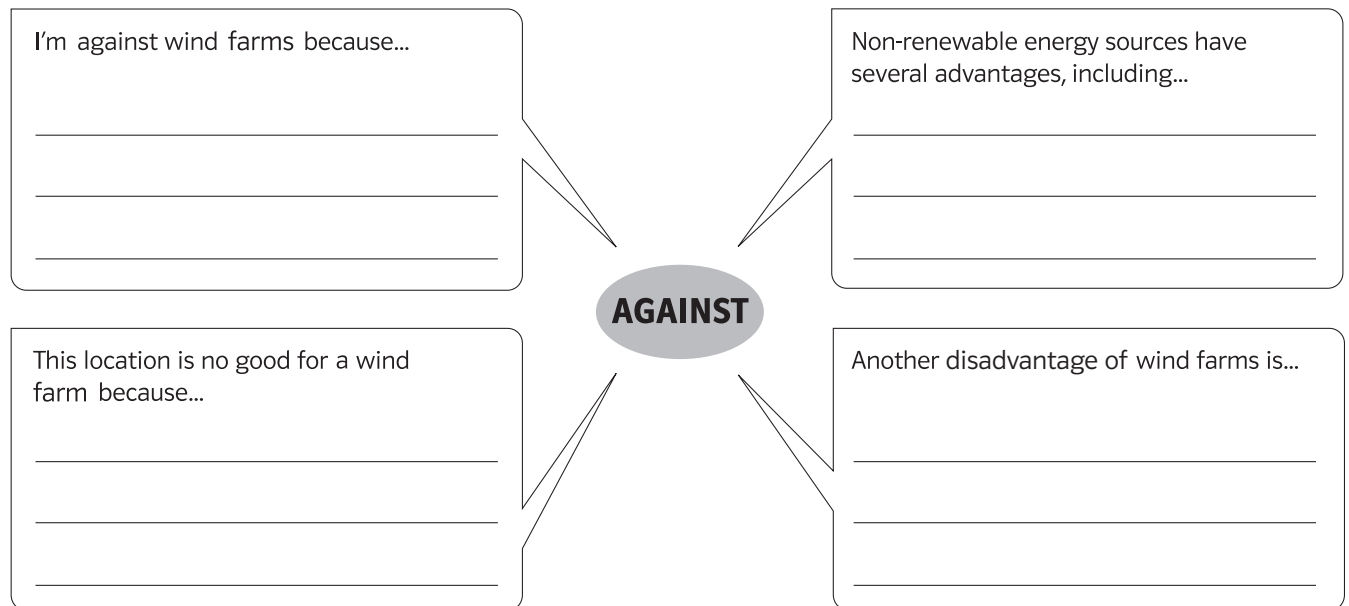 I'm against wind farms because...
Non-renewable energy sources have
several advantages, including...
AGAINST
This location is no good for a wind
farm because...
Another disadvantage of wind farms is...